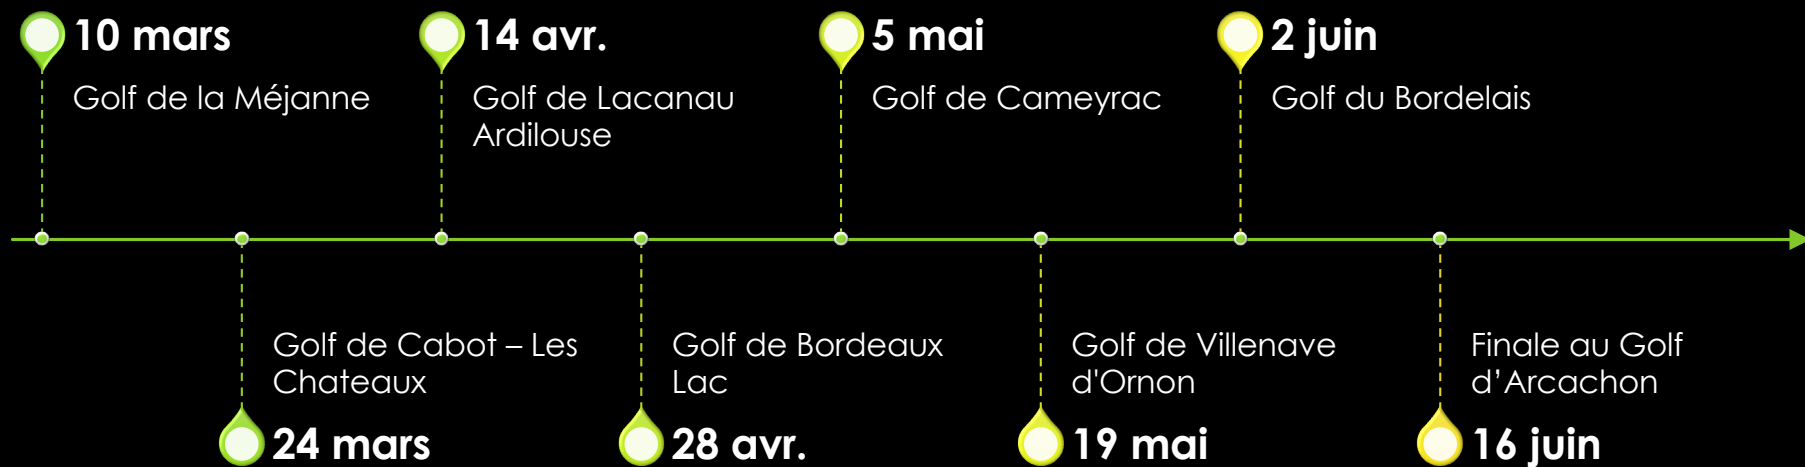 10 mars
Golf de la Méjanne
14 avr.
Golf de Lacanau
Ardilouse
5 mai
Golf de Cameyrac
2 juin
Golf du Bordelais
Golf de Cabot – Les
Chateaux
24 mars
Golf de Bordeaux
Lac
28 avr.
Golf de Villenave
d'Ornon
19 mai
Finale au Golf
d’Arcachon
16 juin